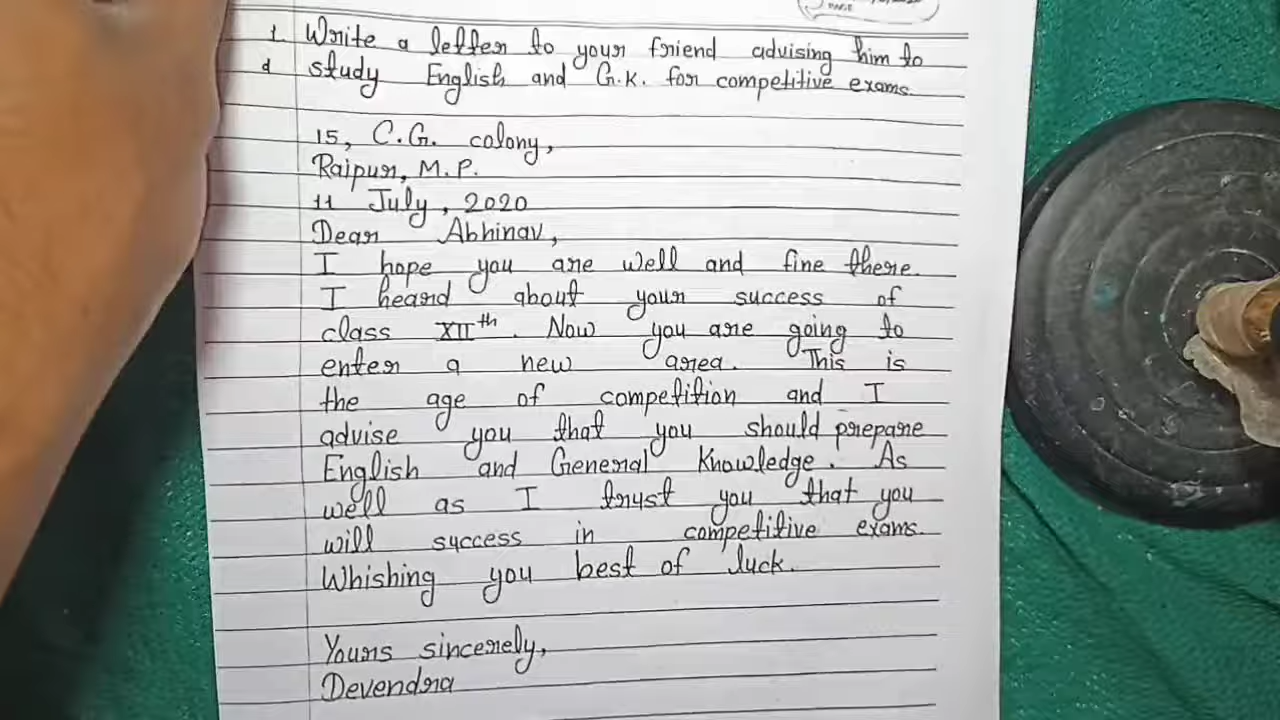 1. Write a letter to your friend advising him to
d study English and G.K. for competitive exams.
15, C.G. colony,
Raipur, M.P.
11 July, 2020
Dear Abhinav,
I hope you are well and fine there.
I heard about your success of
class XIIth. Now you are going to
enter a new area. This is
the age of competition and I
advise you that you should prepare
English and General Knowledge. As
well as I trust you that you
will success in competitive exams.
Whishing you best of luck.
Yours sincerely,
Devendra